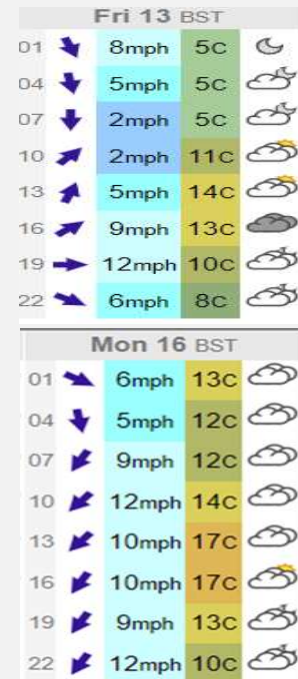 Fri 13 BST
01 8mph 5C
04 5mph 5C
07 2mph 5C
10 2mph 11C
13 5mph 14C
16 9mph 13C
19 12mph 10C
22 6mph 8C
Mon 16 BST
01 6mph 13C
04 5mph 12C
07 9mph 12C
10 12mph 14C
13 10mph 17C
16 10mph 17C
19 9mph 13C
22 12mph 10C